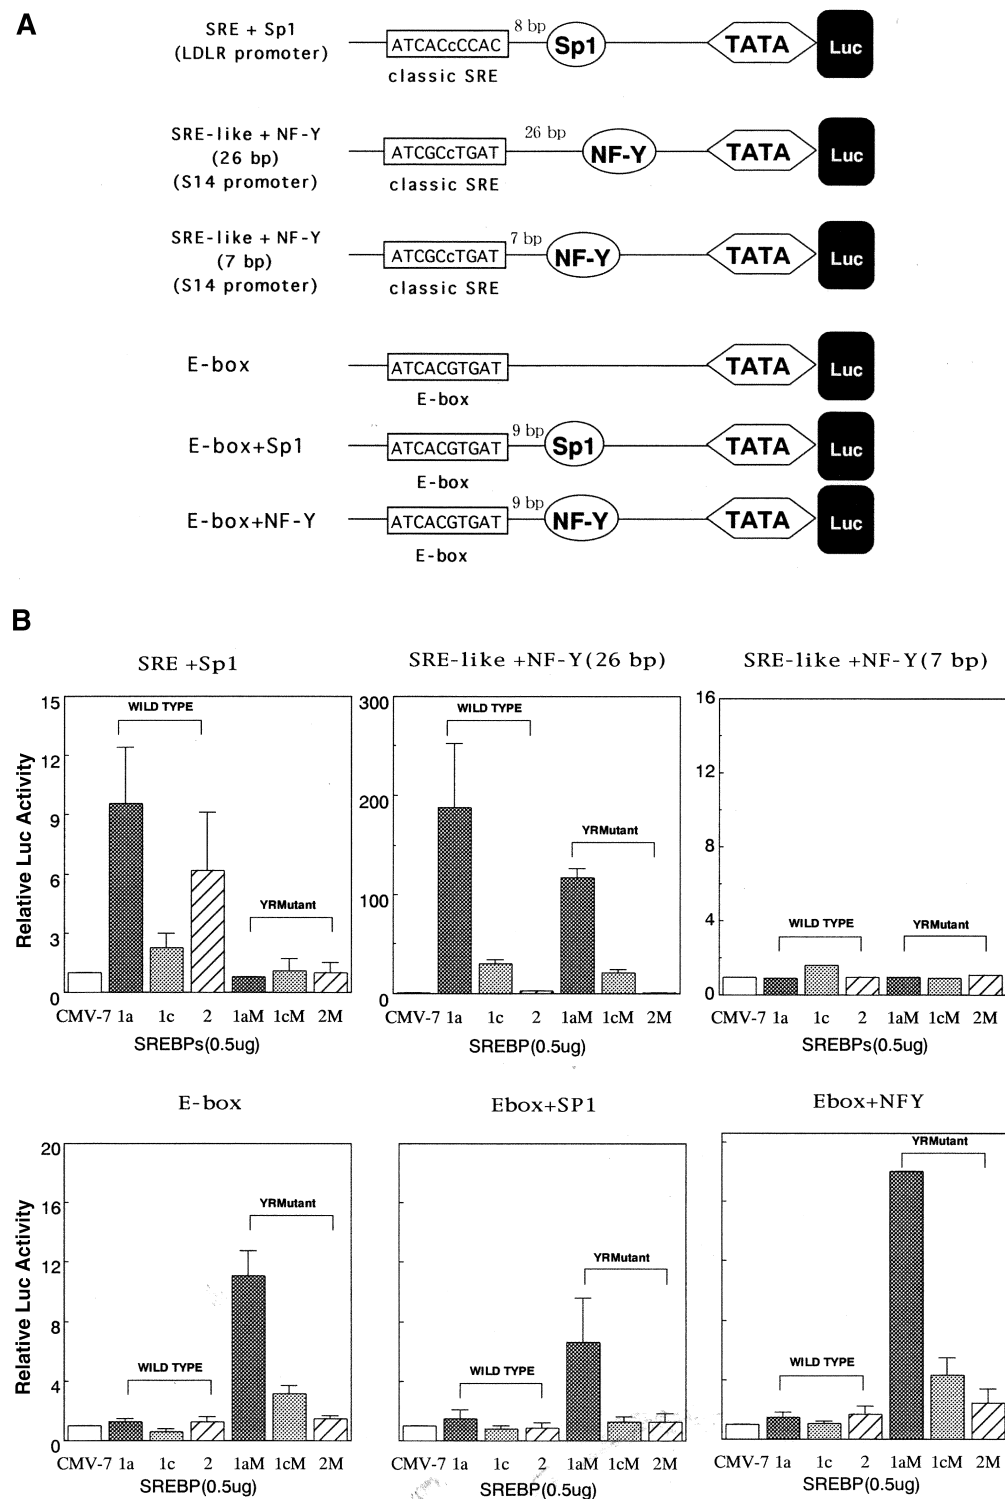 A
SRE + Sp1
(LDLR promoter)
ATCACcCCAC
8 bp
Sp1
TATA
Luc
classic SRE
SRE-like + NF-Y
(26 bp)
(S14 promoter)
ATCGCcTGAT
26 bp
NF-Y
TATA
Luc
classic SRE
SRE-like + NF-Y
(7 bp)
(S14 promoter)
ATCGCcTGAT
7 bp
NF-Y
TATA
Luc
classic SRE
E-box
ATCACGTGAT
TATA
Luc
E-box
E-box+Sp1
ATCACGTGAT
9 bp
Sp1
TATA
Luc
E-box
E-box+NF-Y
ATCACGTGAT
9 bp
NF-Y
TATA
Luc
E-box
B
SRE +Sp1
Relative Luc Activity
15
12
9
6
3
0
WILD TYPE
YRMutant
CMV-7 1a 1c 2 1aM 1cM 2M
SREBPs(0.5ug)
SRE-like +NF-Y(26 bp)
300
200
100
0
WILD TYPE
YRMutant
CMV-7 1a 1c 2 1aM 1cM 2M
SREBP(0.5ug)
SRE-like +NF-Y(7 bp)
16
12
8
4
0
WILD TYPE
YRMutant
CMV-7 1a 1c 2 1aM 1cM 2M
SREBPs(0.5ug)
E-box
Relative Luc Activity
20
16
12
8
4
0
WILD TYPE
YRMutant
CMV-7 1a 1c 2 1aM 1cM 2M
SREBP(0.5ug)
Ebox+SP1
WILD TYPE
YRMutant
CMV-7 1a 1c 2 1aM 1cM 2M
SREBP(0.5ug)
Ebox+NFY
WILD TYPE
YRMutant
CMV-7 1a 1c 2 1aM 1cM 2M
SREBP(0.5ug)